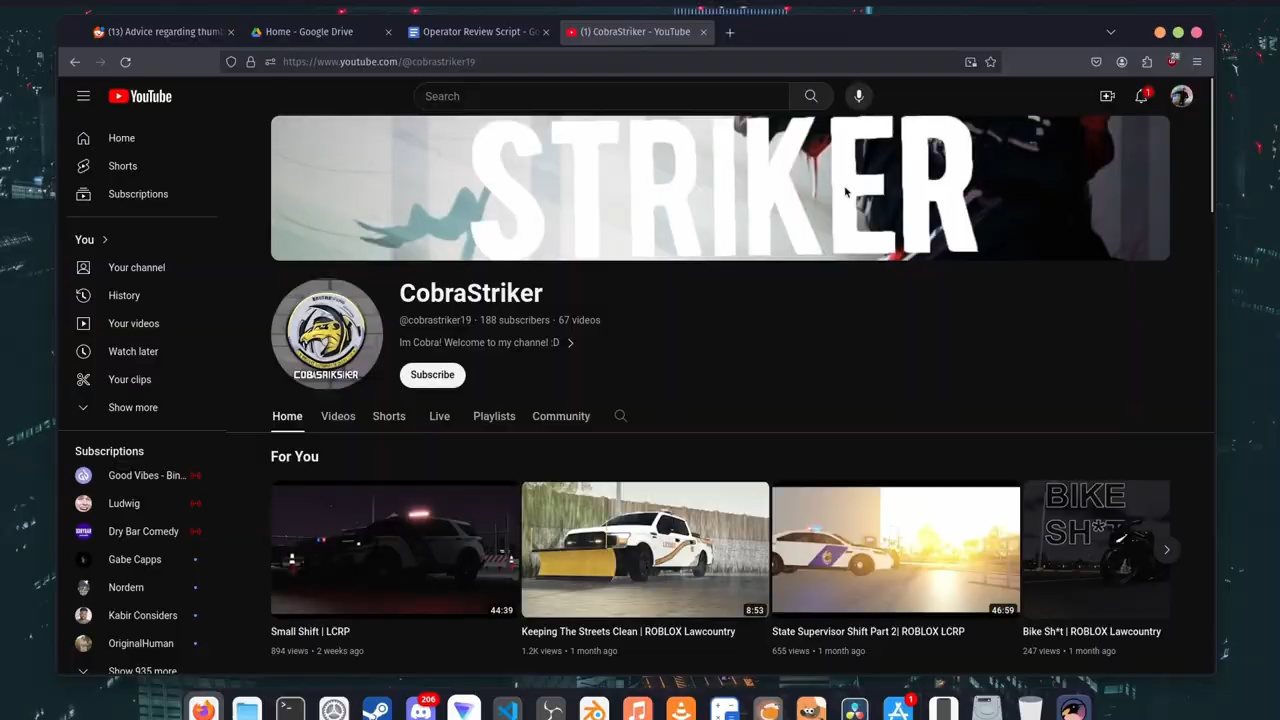 (13) Advice regarding thum
Home - Google Drive
Operator Review Script - Go
(1) CobraStriker - YouTube
https://www.youtube.com/@cobrastriker19
28
YouTube
Search
1
Home
Shorts
Subscriptions
You
Your channel
History
Your videos
Watch later
Your clips
Show more
Subscriptions
Good Vibes - Bin...
Ludwig
Dry Bar Comedy
Gabe Capps
Nordern
Kabir Considers
OriginalHuman
Show 935 more
STRIKER
CobraStriker
@cobrastriker19 · 188 subscribers · 67 videos
Im Cobra! Welcome to my channel :D
Subscribe
Home
Videos
Shorts
Live
Playlists
Community
For You
44:39
8:53
46:59
BIKE
SH*T
Small Shift | LCRP
894 views • 2 weeks ago
Keeping The Streets Clean | ROBLOX Lawcountry
1.2K views • 1 month ago
State Supervisor Shift Part 2| ROBLOX LCRP
655 views • 1 month ago
Bike Sh*t | ROBLOX Lawcountry
247 views • 1 month ago
206
1